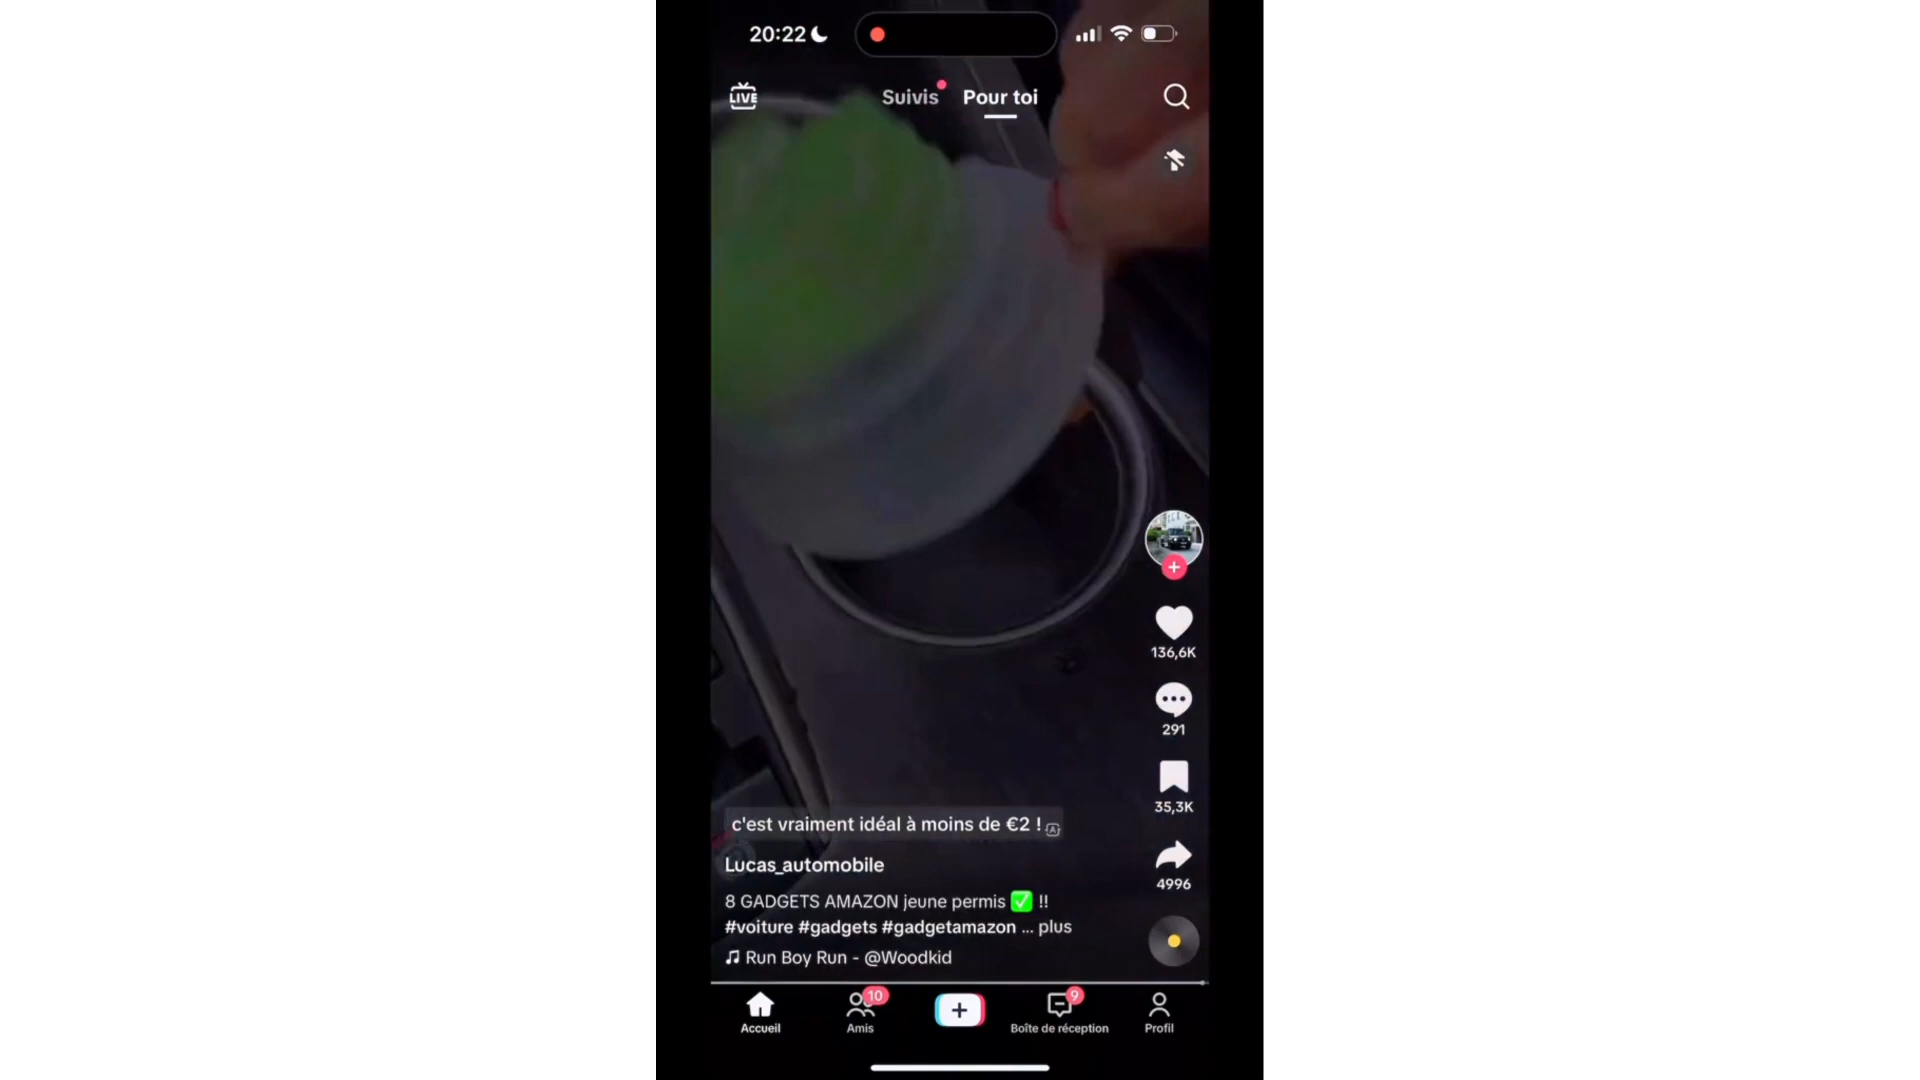 20:22
LIVE
Suivis
Pour toi
136,6K
291
35,3K
4996
c'est vraiment idéal à moins de €2 !
Lucas_automobile
8 GADGETS AMAZON jeune permis ✅ !!
#voiture #gadgets #gadgetamazon ... plus
Run Boy Run - @Woodkid
Accueil
10
Amis
9
Boîte de réception
Profil